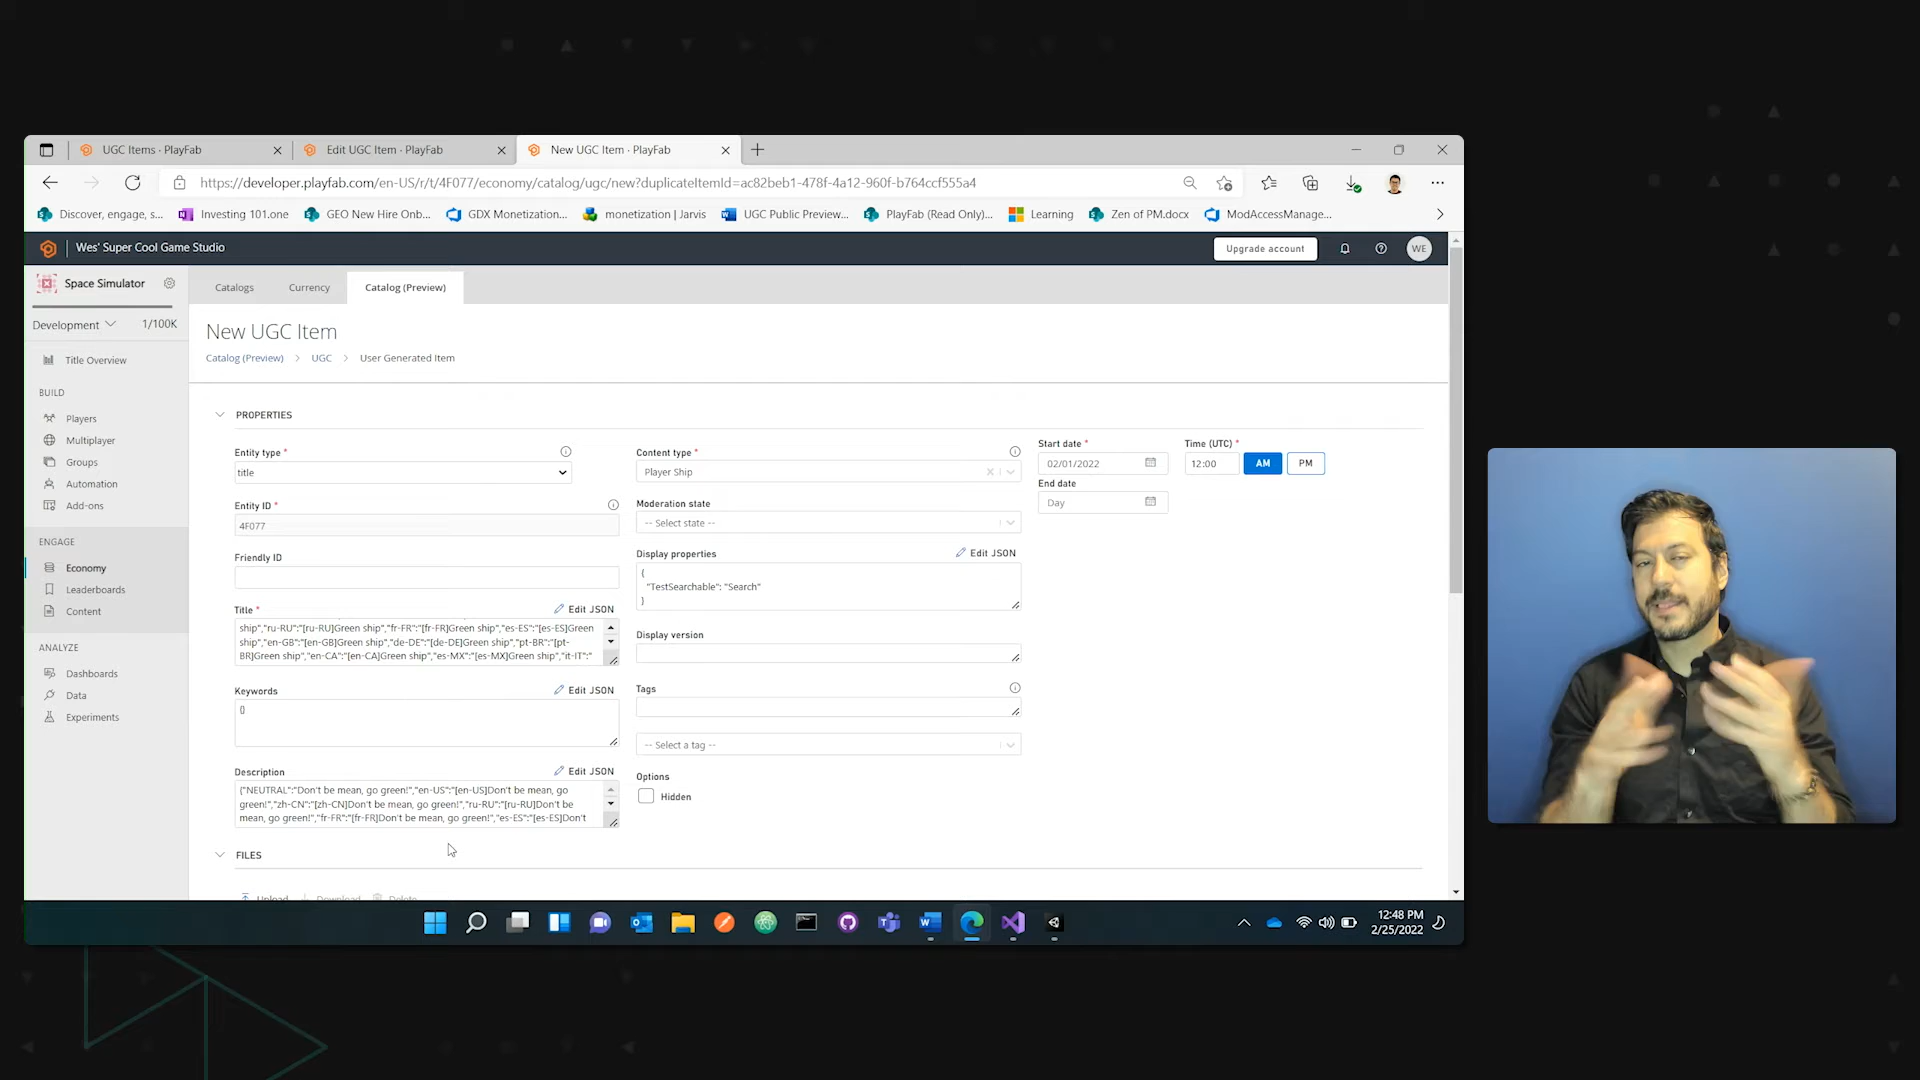 UGC Items - PlayFab
Edit UGC Item - PlayFab
New UGC Item - PlayFab
https://developer.playfab.com/en-US/r/t/4F077/economy/catalog/ugc/new?duplicateItemId=ac82beb1-478f-4a12-960f-b764ccf555a4
Discover, engage, s...
Investing 101.one
GEO New Hire Onb...
GDX Monetization...
monetization | Jarvis
UGC Public Preview...
PlayFab (Read Only)...
Learning
Zen of PM.docx
ModAccessManage...
Wes' Super Cool Game Studio
Upgrade account
WE
Space Simulator
Catalogs
Currency
Catalog (Preview)
Development
1/100K
New UGC Item
Catalog (Preview) > UGC > User Generated Item
Title Overview
BUILD
Players
Multiplayer
Groups
Automation
Add-ons
ENGAGE
Economy
Leaderboards
Content
ANALYZE
Dashboards
Data
Experiments
PROPERTIES
Entity type *
title
Entity ID *
4F077
Friendly ID
Title *
Edit JSON
ship","ru-RU":"[ru-RU]Green ship","fr-FR":"[fr-FR]Green ship","es-ES":"[es-ES]Green
ship","en-GB":"[en-GB]Green ship","de-DE":"[de-DE]Green ship","pt-BR":"[pt-
BR]Green ship","en-CA":"[en-CA]Green ship","es-MX":"[es-MX]Green ship","it-IT":"
Keywords
Edit JSON
{}
Description
Edit JSON
{"NEUTRAL":"Don't be mean, go green!","en-US":"[en-US]Don't be mean, go
green!","zh-CN":"[zh-CN]Don't be mean, go green!","ru-RU":"[ru-RU]Don't be
mean, go green!","fr-FR":"[fr-FR]Don't be mean, go green!","es-ES":"[es-ES]Don't
Content type *
Player Ship
Moderation state
-- Select state --
Display properties
Edit JSON
{
"TestSearchable": "Search"
}
Display version
Tags
-- Select a tag --
Options
Hidden
Start date *
02/01/2022
Time (UTC) *
12:00
AM
PM
End date
Day
FILES
Upload
Download
Delete
12:48 PM
2/25/2022